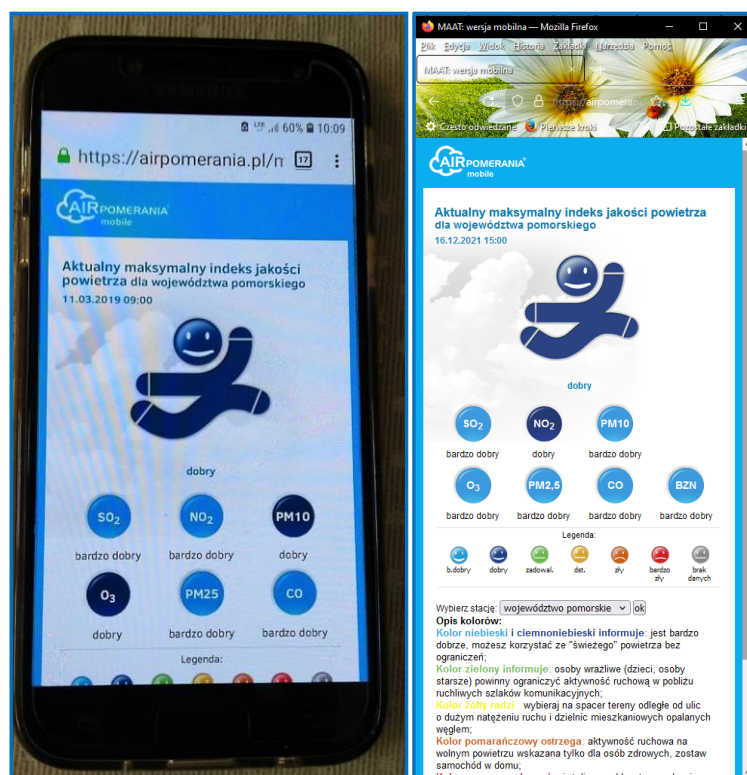 LTE 60% 10:09
https://airpomerania.pl/m 17
AIRPOMERANIA
mobile
Aktualny maksymalny indeks jakości
powietrza dla województwa pomorskiego
11.03.2019 09:00
dobry
SO2 NO2 PM10
bardzo dobry bardzo dobry dobry
O3 PM25 CO
dobry bardzo dobry bardzo dobry
Legenda:
MAAT: wersja mobilna — Mozilla Firefox
Plik Edycja Widok Historia Zakładki Narzędzia Pomoc
MAAT: wersja mobilna
https://airpomeran
Często odwiedzane Pierwsze kroki Pozostałe zakładki
AIRPOMERANIA
mobile
Aktualny maksymalny indeks jakości powietrza
dla województwa pomorskiego
16.12.2021 15:00
dobry
SO2 NO2 PM10
bardzo dobry dobry bardzo dobry
O3 PM2,5 CO BZN
bardzo dobry bardzo dobry bardzo dobry bardzo dobry
Legenda:
b.dobry dobry zadowal. dst. zły bardzo zły brak danych
Wybierz stację: województwo pomorskie ok
Opis kolorów:
Kolor niebieski i ciemnoniebieski informuje: jest bardzo
dobrze, możesz korzystać ze "świeżego" powietrza bez
ograniczeń;
Kolor zielony informuje: osoby wrażliwe (dzieci, osoby
starsze) powinny ograniczyć aktywność ruchową w pobliżu
ruchliwych szlaków komunikacyjnych;
Kolor żółty radzi: wybieraj na spacer tereny odległe od ulic
o dużym natężeniu ruchu i dzielnic mieszkaniowych opalanych
węglem;
Kolor pomarańczowy ostrzega: aktywność ruchowa na
wolnym powietrzu wskazana tylko dla osób zdrowych, zostaw
samochód w domu;